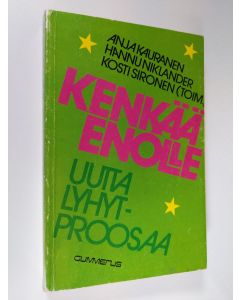 ANJA KAURANEN
HANNU NIKLANDER
KOSTI SIRONEN (TOIM.
KENKÄÄ
ENOLLE
UUTTA
LYHYT-
PROOSAA
GUMMERUS